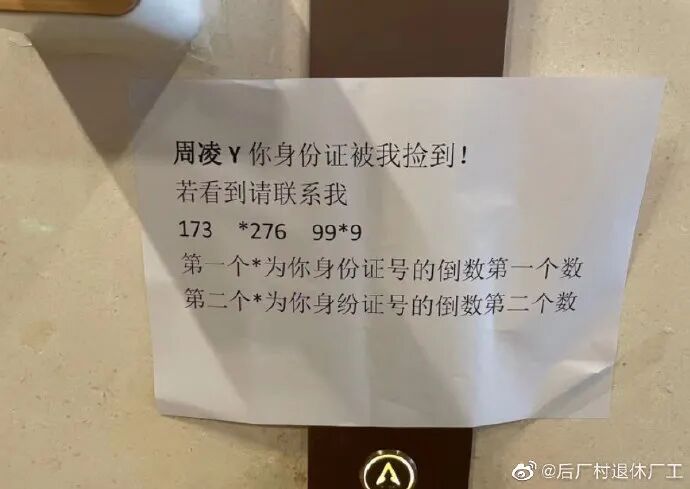 周凌 Y 你身份证被我捡到！
若看到请联系我
173 *276 99*9
第一个*为你身份证号的倒数第一个数
第二个*为你身纷证号的倒数第二个数
@后厂村退休厂工